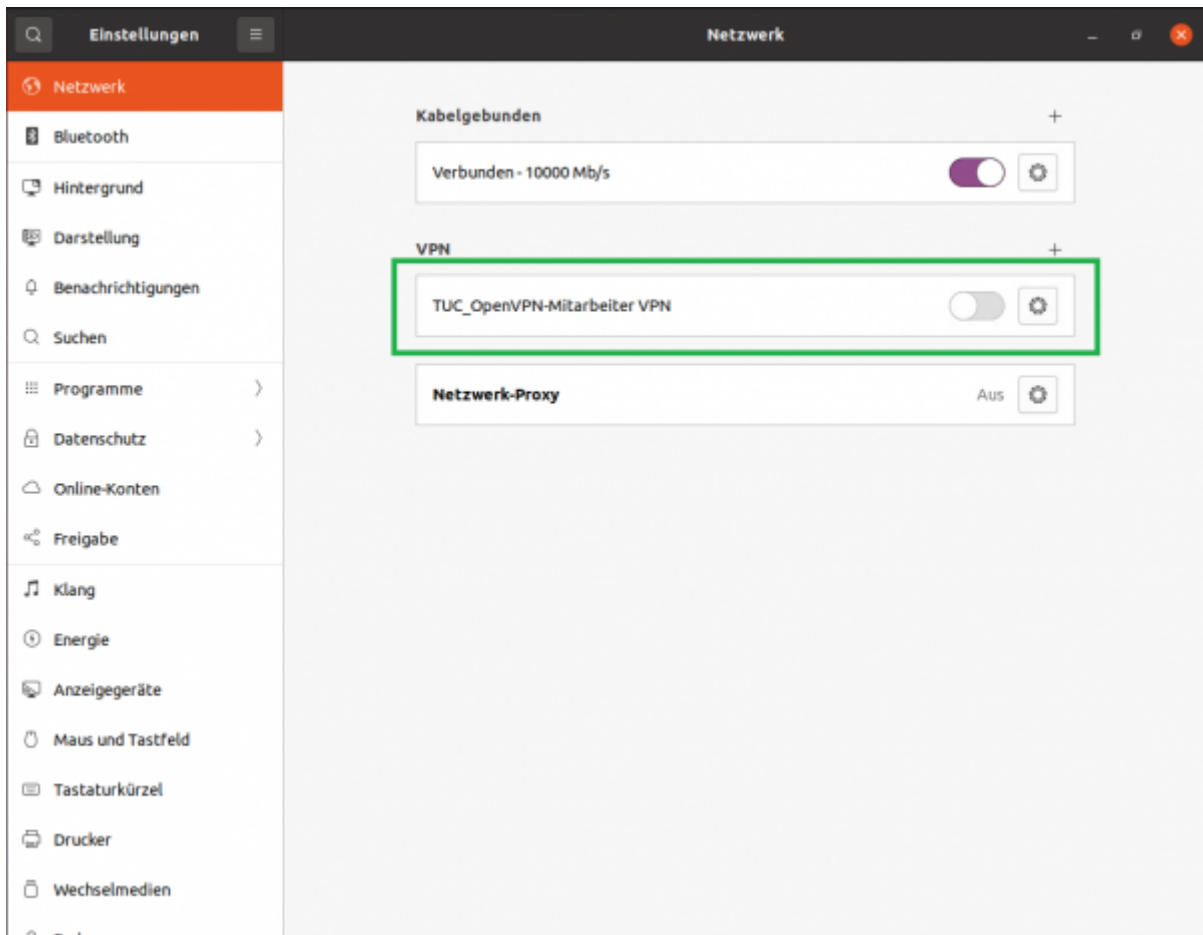 Einstellungen
Netzwerk
Netzwerk
Bluetooth
Hintergrund
Darstellung
Benachrichtigungen
Suchen
Programme
Datenschutz
Online-Konten
Freigabe
Klang
Energie
Anzeigegeräte
Maus und Tastfeld
Tastaturkürzel
Drucker
Wechselmedien
Kabelgebunden
Verbunden - 10000 Mb/s
VPN
TUC_OpenVPN-Mitarbeiter VPN
Netzwerk-Proxy
Aus